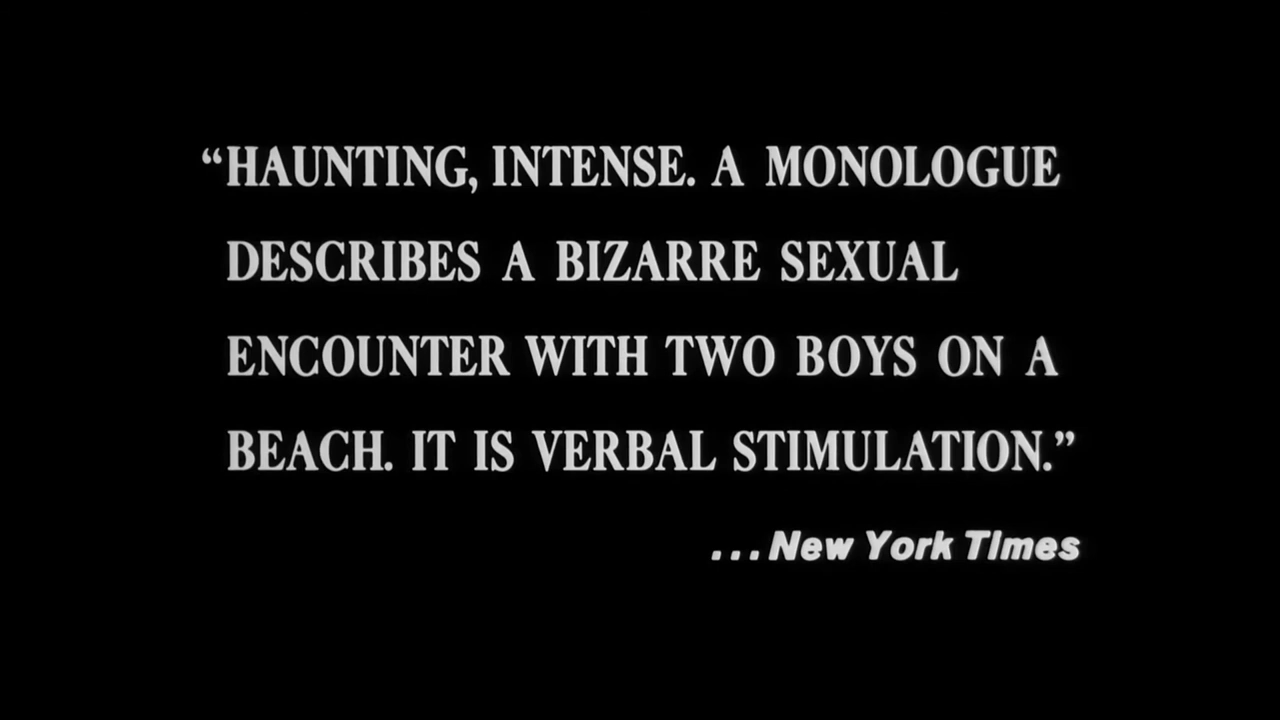 “HAUNTING, INTENSE. A MONOLOGUE
DESCRIBES A BIZARRE SEXUAL
ENCOUNTER WITH TWO BOYS ON A
BEACH. IT IS VERBAL STIMULATION.”
...New York Times